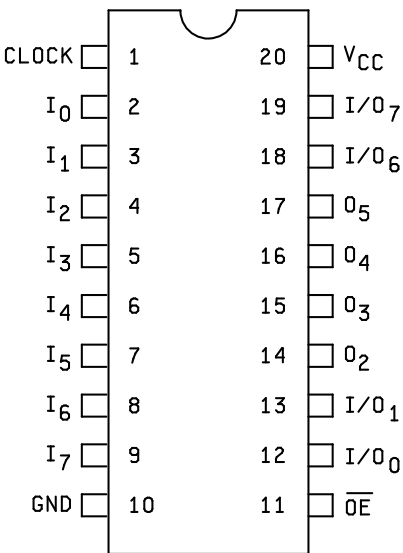 CLOCK 1 20 VCC
I0 2 19 I/O7
I1 3 18 I/O6
I2 4 17 O5
I3 5 16 O4
I4 6 15 O3
I5 7 14 O2
I6 8 13 I/O1
I7 9 12 I/O0
GND 10 11 O̅E̅